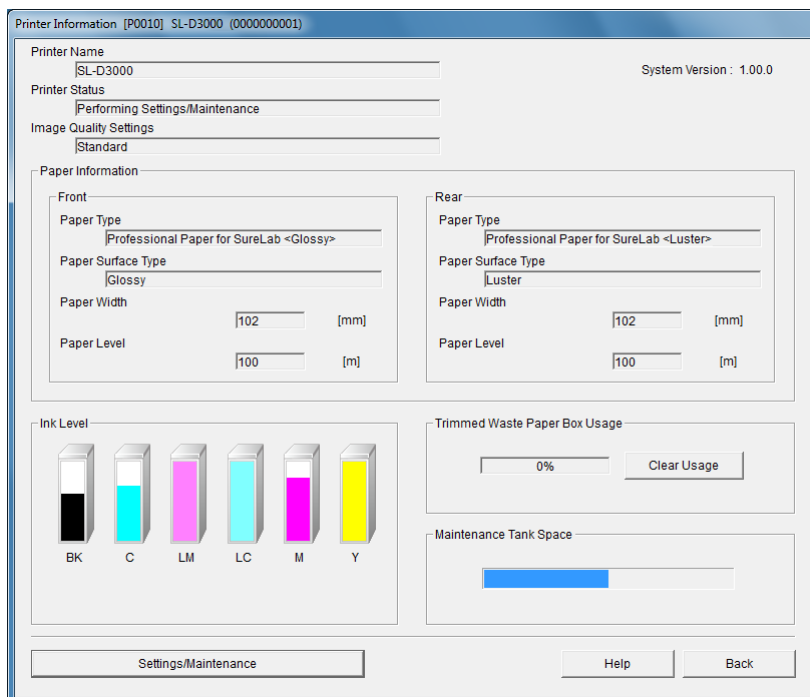 Printer Information [P0010] SL-D3000 (0000000001)
Printer Name
SL-D3000
System Version : 1.00.0
Printer Status
Performing Settings/Maintenance
Image Quality Settings
Standard
Paper Information
Front
Paper Type
Professional Paper for SureLab <Glossy>
Paper Surface Type
Glossy
Paper Width
102 [mm]
Paper Level
100 [m]
Rear
Paper Type
Professional Paper for SureLab <Luster>
Paper Surface Type
Luster
Paper Width
102 [mm]
Paper Level
100 [m]
Ink Level
BK C LM LC M Y
Trimmed Waste Paper Box Usage
0% Clear Usage
Maintenance Tank Space
Settings/Maintenance Help Back